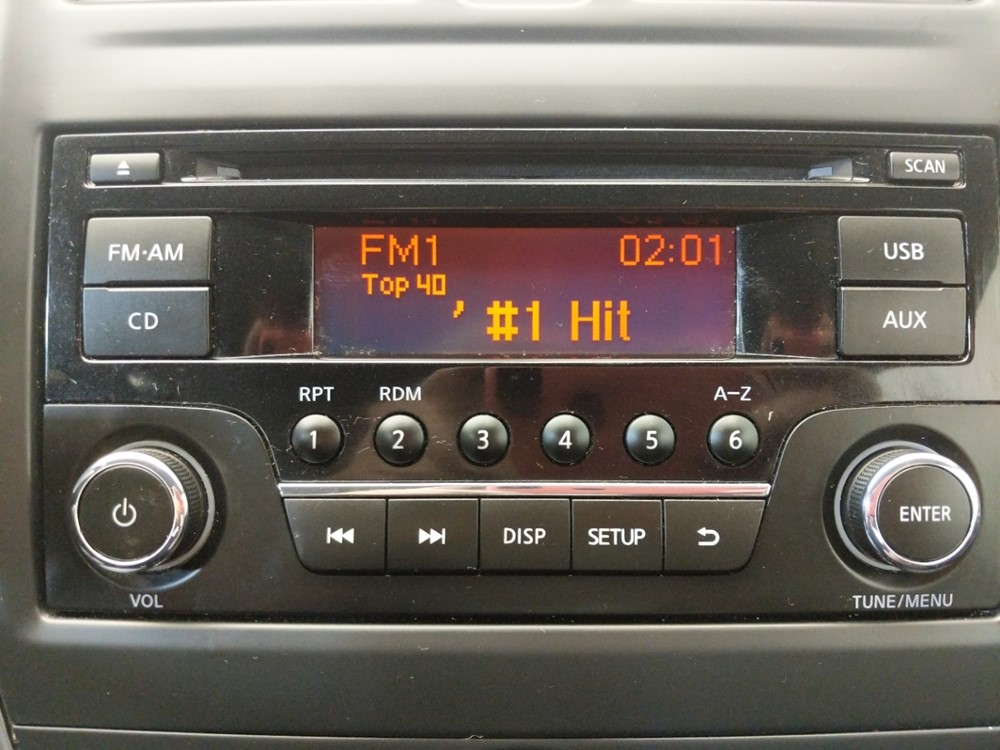 SCAN
FM·AM
CD
FM1 02:01
Top 40
' #1 Hit
USB
AUX
RPT RDM A–Z
1 2 3 4 5 6
DISP SETUP
ENTER
VOL
TUNE/MENU